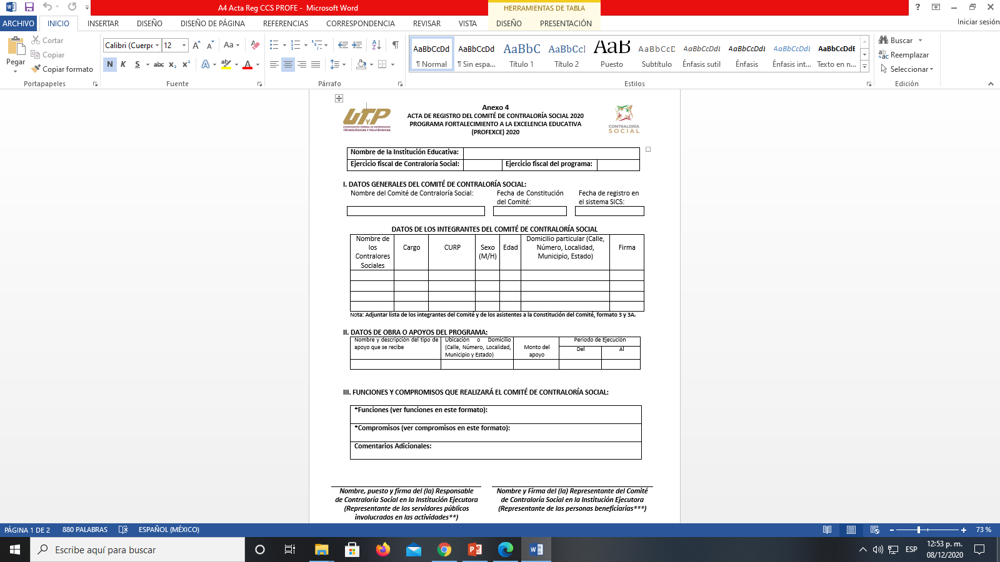 A4 Acta Reg CCS PROFE - Microsoft Word
HERRAMIENTAS DE TABLA
?
ARCHIVO INICIO INSERTAR DISEÑO DISEÑO DE PÁGINA REFERENCIAS CORRESPONDENCIA REVISAR VISTA DISEÑO PRESENTACIÓN Iniciar sesión
Pegar
Cortar
Copiar
Copiar formato
Portapapeles
Calibri (Cuerpo 12
N K S abc x₂ x²
Aa
Fuente
Párrafo
AaBbCcDd AaBbCcDd AaBbC AaBbCcI AaB AaBbCcD AaBbCcDdI AaBbCcDdI AaBbCcDdI AaBbCcDdE
¶ Normal ¶ Sin espa... Título 1 Título 2 Puesto Subtítulo Énfasis sutil Énfasis Énfasis int... Texto en n...
Estilos
Buscar
Reemplazar
Seleccionar
Edición
UTyP
COORDINACIÓN GENERAL DE UNIVERSIDADES
TECNOLÓGICAS Y POLITÉCNICAS
Anexo 4
ACTA DE REGISTRO DEL COMITÉ DE CONTRALORÍA SOCIAL 2020
PROGRAMA FORTALECIMIENTO A LA EXCELENCIA EDUCATIVA
(PROFEXCE) 2020
CONTRALORÍA
SOCIAL
Nombre de la Institución Educativa:
Ejercicio fiscal de Contraloría Social: Ejercicio fiscal del programa:
I. DATOS GENERALES DEL COMITÉ DE CONTRALORÍA SOCIAL:
Nombre del Comité de Contraloría Social:
Fecha de Constitución
del Comité:
Fecha de registro en
el sistema SICS:
DATOS DE LOS INTEGRANTES DEL COMITÉ DE CONTRALORÍA SOCIAL
Nombre de
los
Contralores
Sociales
Cargo
CURP
Sexo
(M/H)
Edad
Domicilio particular (Calle,
Número, Localidad,
Municipio, Estado)
Firma
Nota: Adjuntar lista de los integrantes del Comité y de los asistentes a la Constitución del Comité, formato 3 y 3A.
II. DATOS DE OBRA O APOYOS DEL PROGRAMA:
Nombre y descripción del tipo de
apoyo que se recibe
Ubicación o Domicilio
(Calle, Número, Localidad,
Municipio y Estado)
Monto del
apoyo
Periodo de Ejecución
Del Al
III. FUNCIONES Y COMPROMISOS QUE REALIZARÁ EL COMITÉ DE CONTRALORÍA SOCIAL:
*Funciones (ver funciones en este formato):
*Compromisos (ver compromisos en este formato):
Comentarios Adicionales:
Nombre, puesto y firma del (la) Responsable
de Contraloría Social en la Institución Ejecutora
(Representante de los servidores públicos
involucrados en las actividades**)
Nombre y Firma del (la) Representante del Comité
de Contraloría Social en la Institución Ejecutora
(Representante de las personas beneficiarias***)
PÁGINA 1 DE 2 880 PALABRAS ESPAÑOL (MÉXICO) 73 %
Escribe aquí para buscar
ESP
12:53 p. m.
08/12/2020